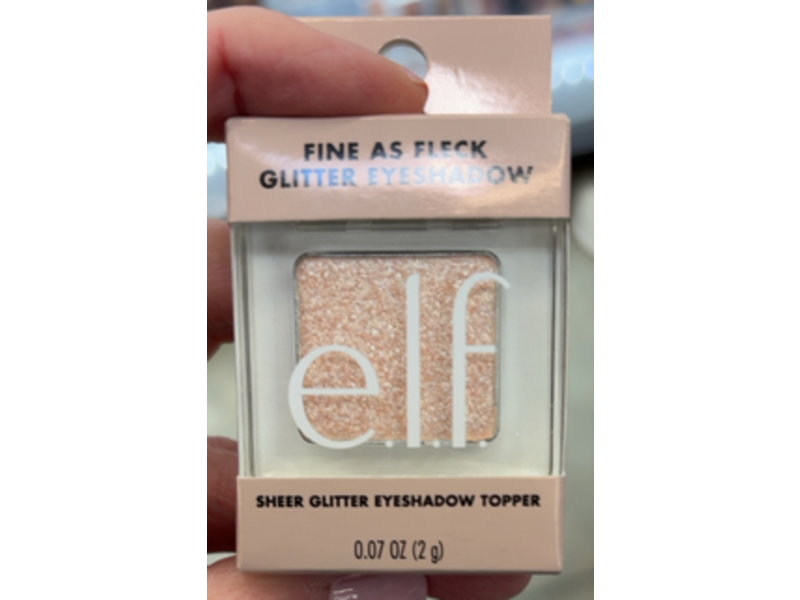 FINE AS FLECK
GLITTER EYESHADOW
e.l.f.
SHEER GLITTER EYESHADOW TOPPER
0.07 OZ (2 g)